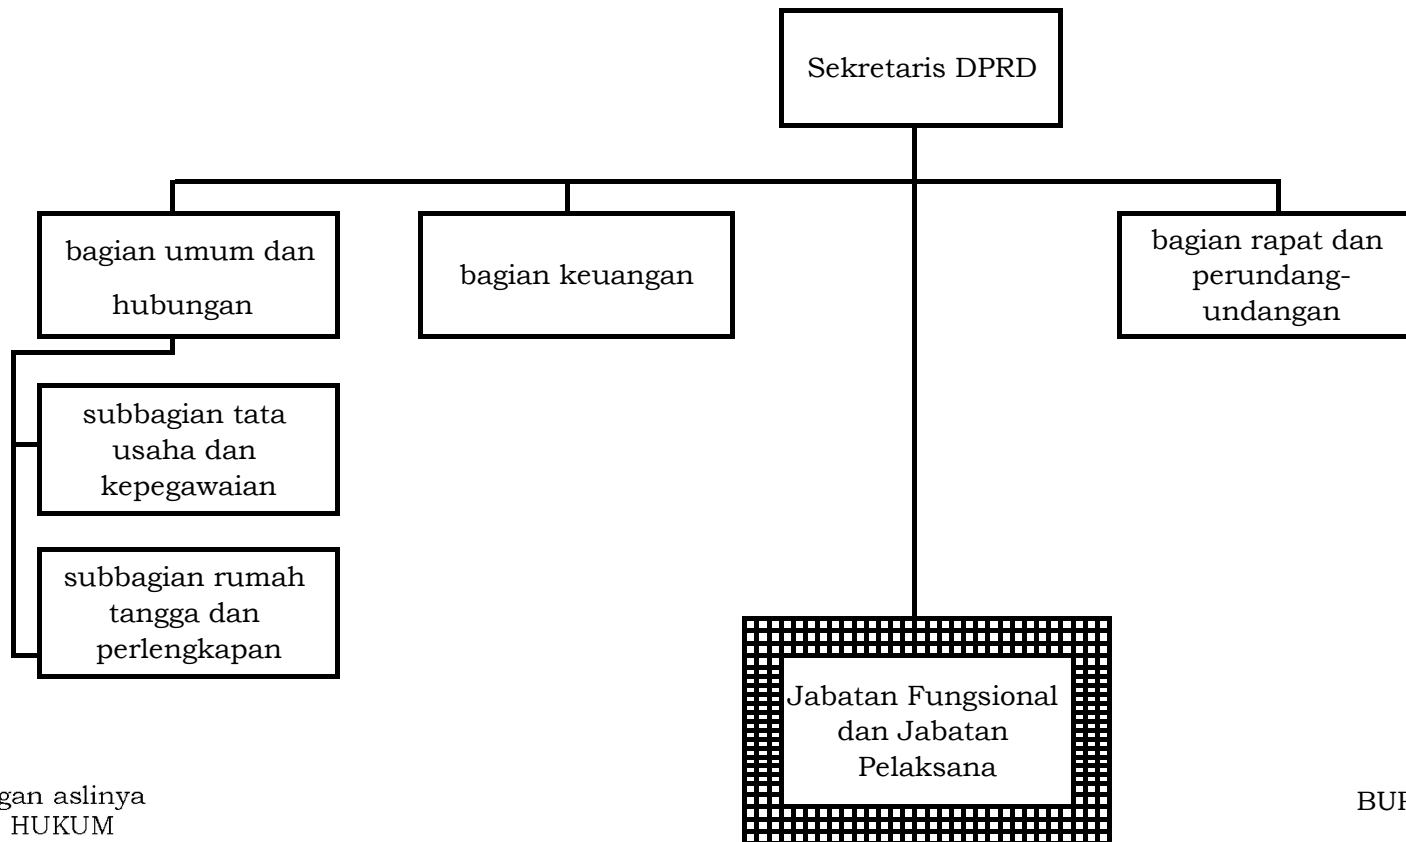 Sekretaris DPRD
bagian umum dan
hubungan
bagian keuangan
bagian rapat dan
perundang-
undangan
subbagian tata
usaha dan
kepegawaian
subbagian rumah
tangga dan
perlengkapan
Jabatan Fungsional
dan Jabatan
Pelaksana
gan aslinya
HUKUM
BUP